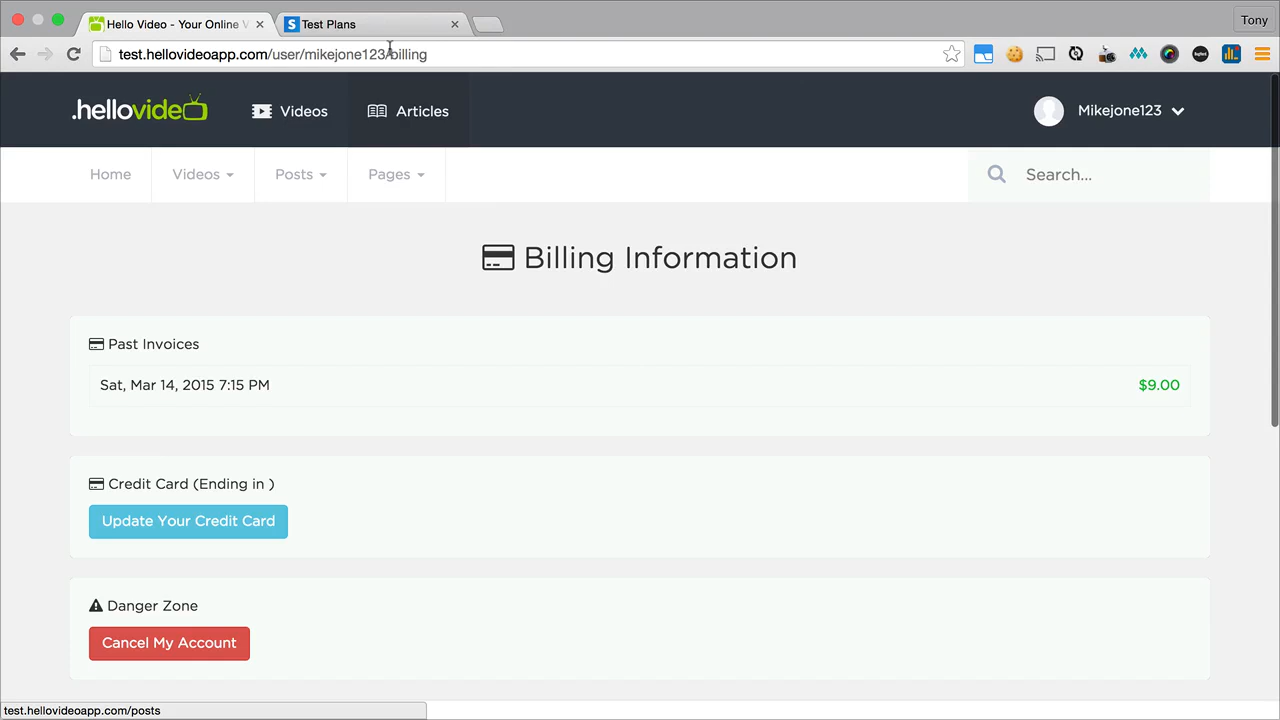 Hello Video - Your Online V
Test Plans
Tony
test.hellovideoapp.com/user/mikejone123/billing
.hellovideo
Videos
Articles
Mikejone123
Home
Videos
Posts
Pages
Search...
Billing Information
Past Invoices
Sat, Mar 14, 2015 7:15 PM
$9.00
Credit Card (Ending in )
Update Your Credit Card
Danger Zone
Cancel My Account
test.hellovideoapp.com/posts